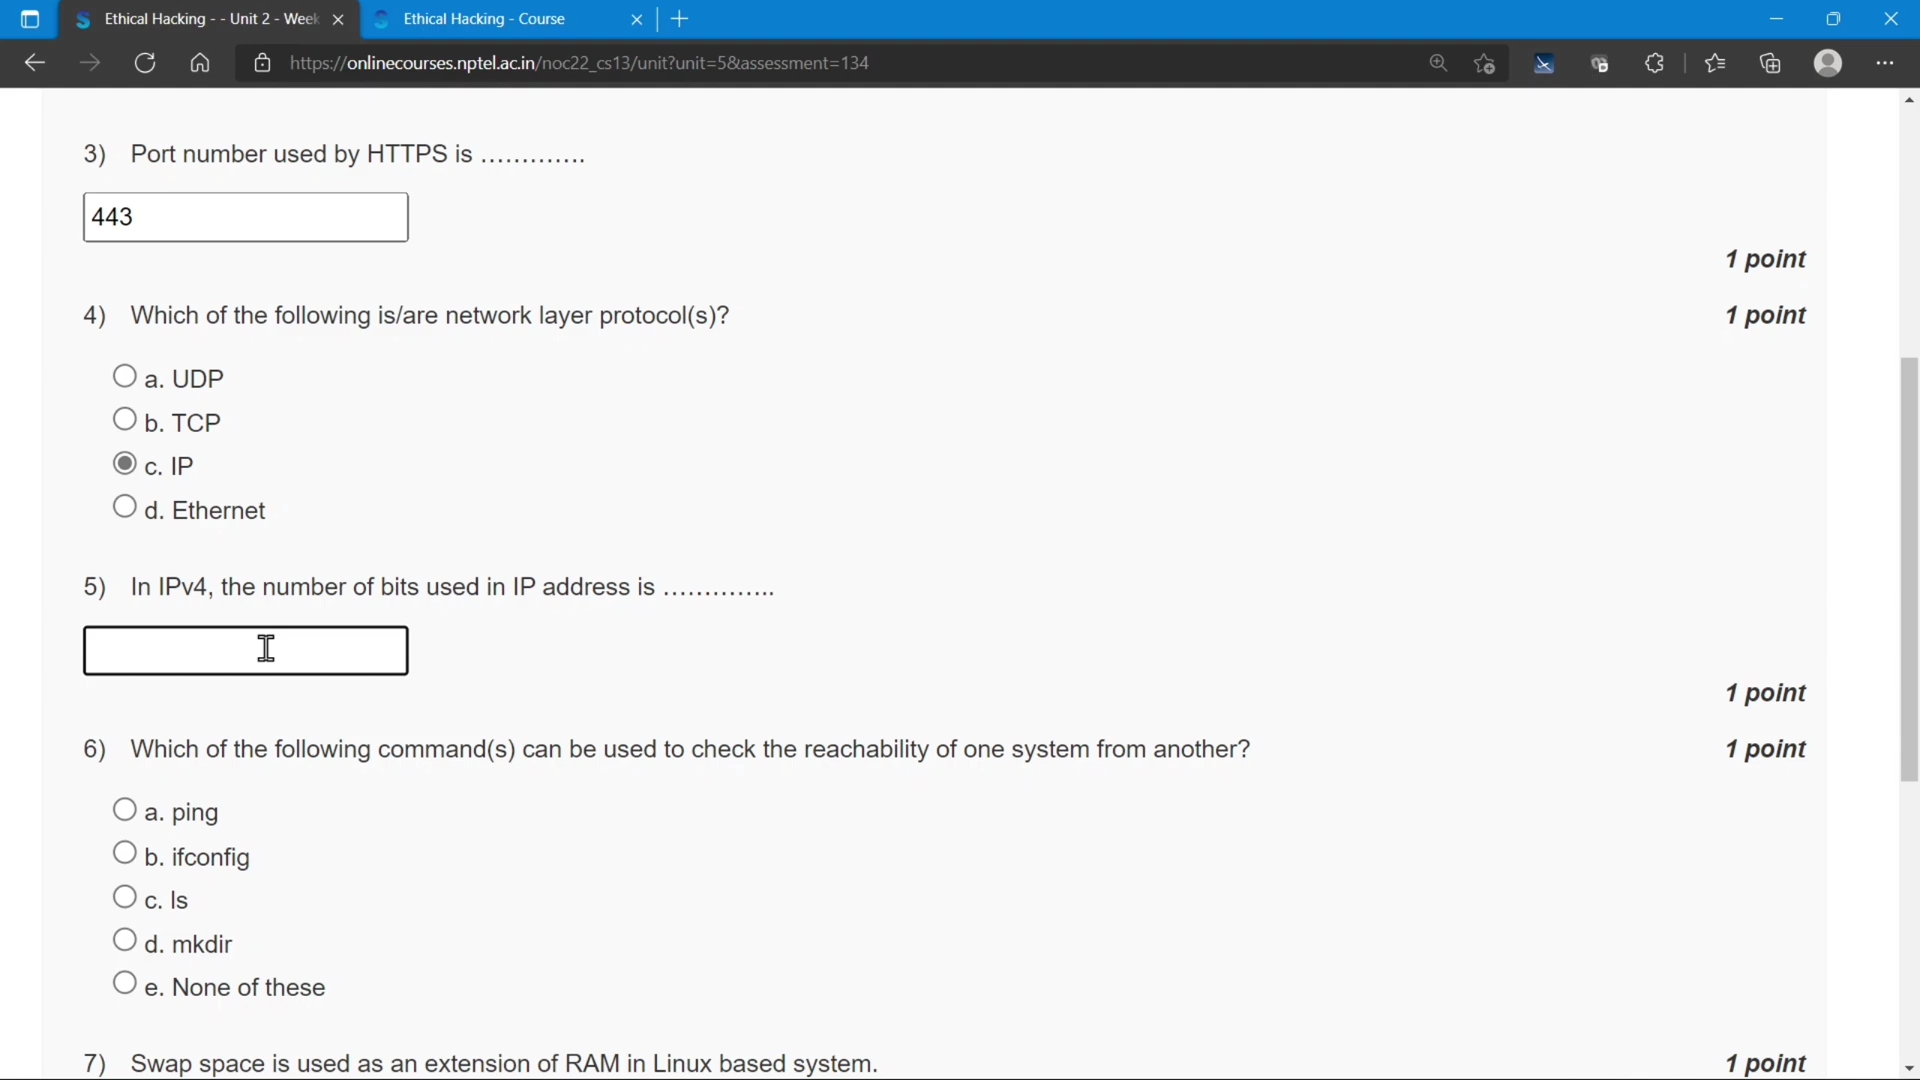 Ethical Hacking - - Unit 2 - Week
Ethical Hacking - Course
https://onlinecourses.nptel.ac.in/noc22_cs13/unit?unit=5&assessment=134
3) Port number used by HTTPS is .............
443
1 point
4) Which of the following is/are network layer protocol(s)? 1 point
a. UDP
b. TCP
c. IP
d. Ethernet
5) In IPv4, the number of bits used in IP address is ..............
1 point
6) Which of the following command(s) can be used to check the reachability of one system from another? 1 point
a. ping
b. ifconfig
c. ls
d. mkdir
e. None of these
7) Swap space is used as an extension of RAM in Linux based system. 1 point